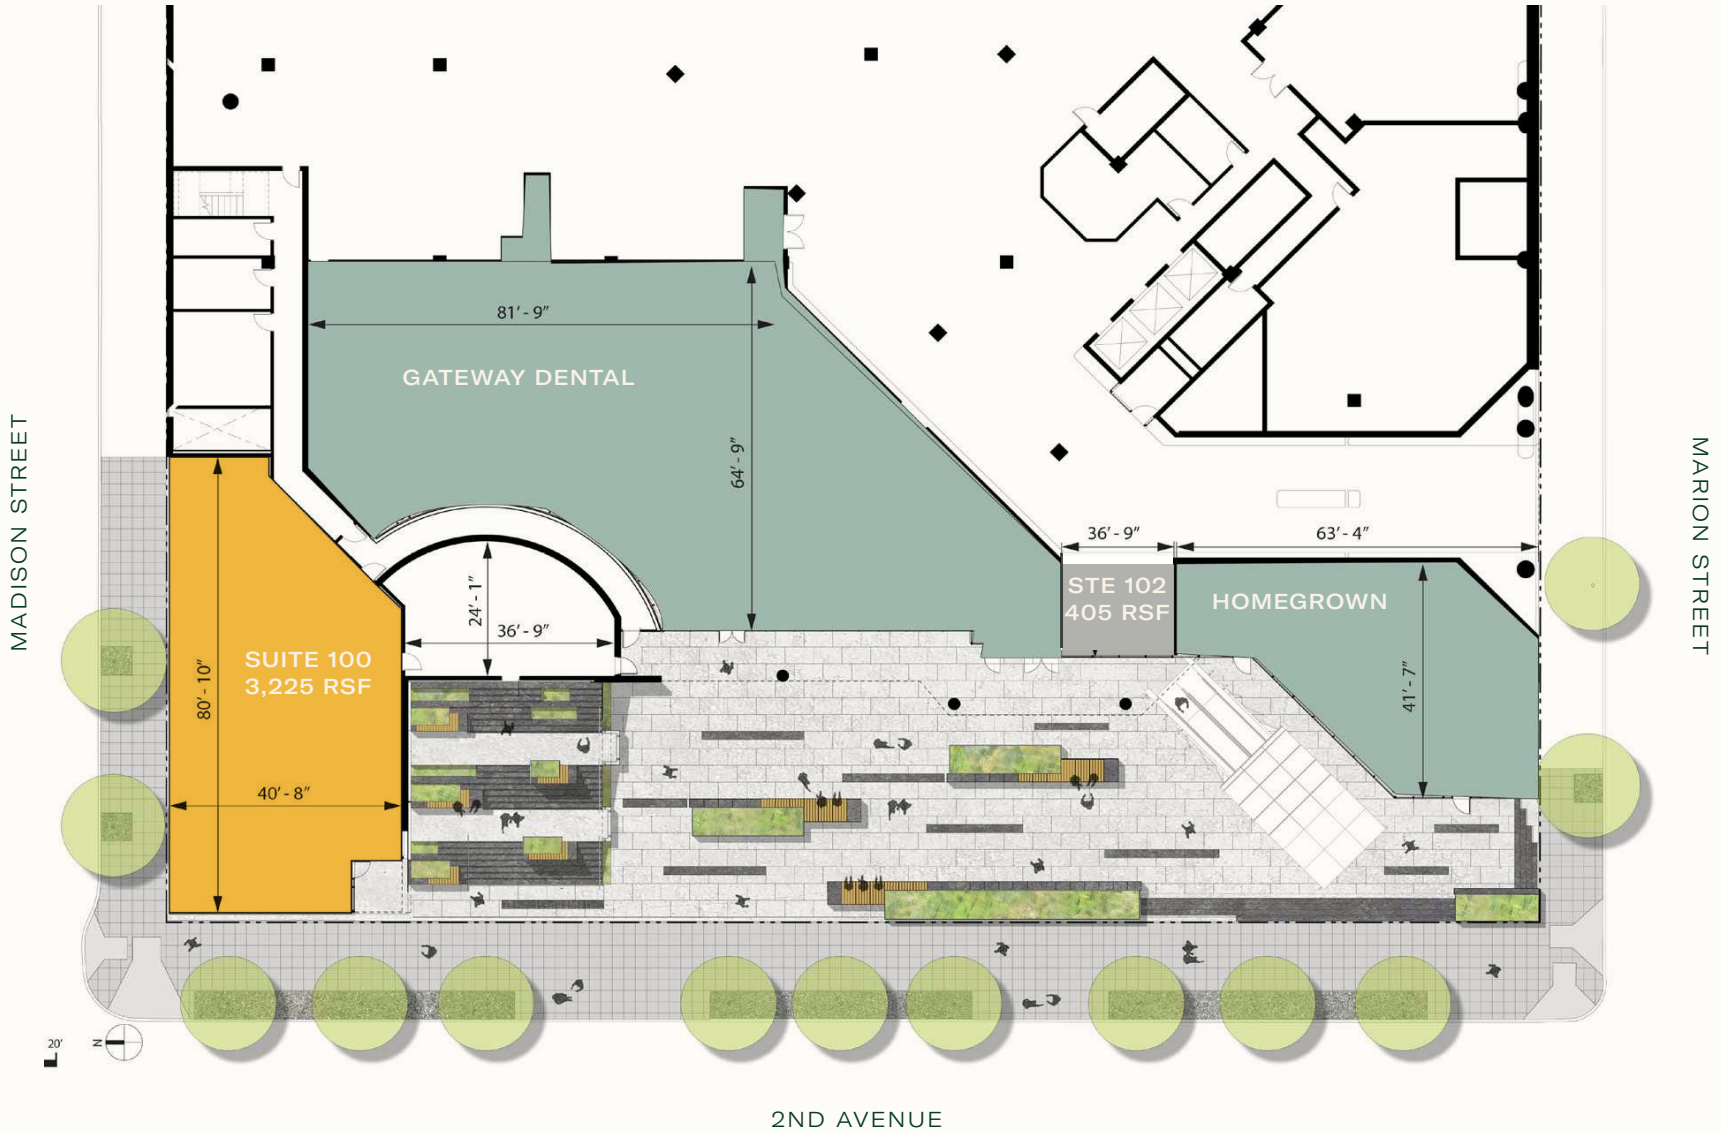 81' - 9"
GATEWAY DENTAL
64' - 9"
MADISON STREET
MARION STREET
36' - 9"
63' - 4"
STE 102
405 RSF
HOMEGROWN
24' - 1"
36' - 9"
SUITE 100
3,225 RSF
80' - 10"
41' - 7"
40' - 8"
20'
N
2ND AVENUE